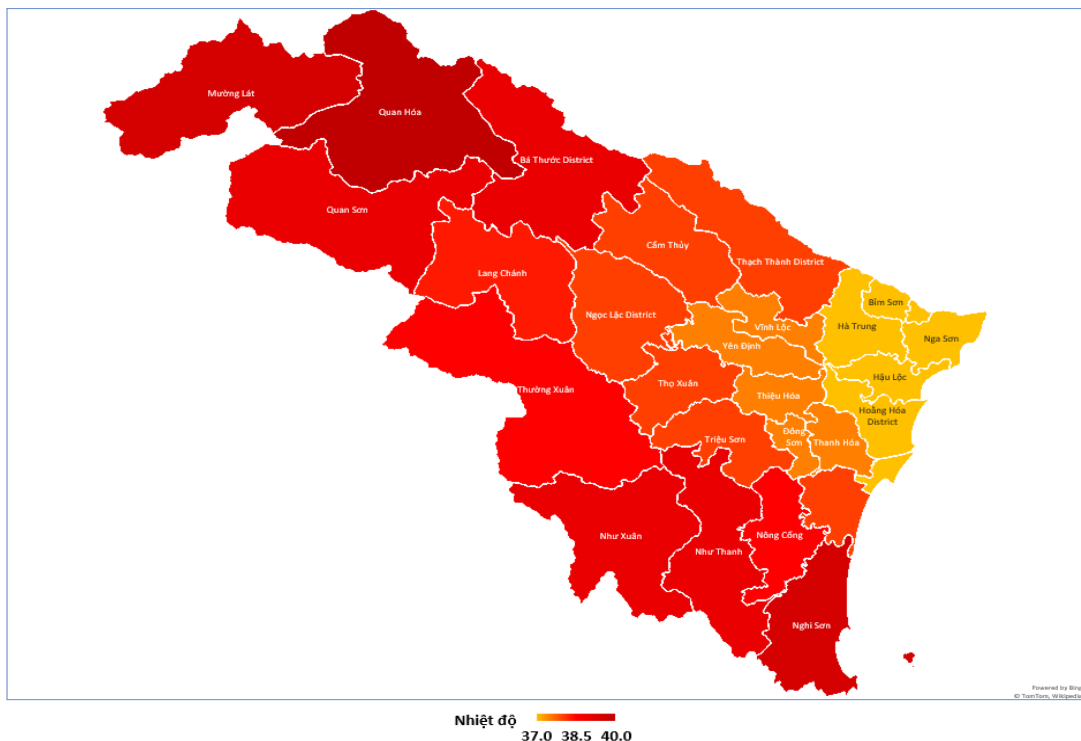 Mường Lát
Quan Hóa
Bá Thước District
Quan Sơn
Cẩm Thủy
Thạch Thành District
Lang Chánh
Bỉm Sơn
Ngọc Lặc District
Vĩnh Lộc
Hà Trung
Nga Sơn
Yên Định
Hậu Lộc
Thọ Xuân
Thường Xuân
Thiệu Hóa
Hoằng Hóa
District
Triệu Sơn
Đông
Sơn
Thanh Hóa
Như Xuân
Nông Cống
Như Thanh
Nghi Sơn
Powered by Bing
© TomTom, Wikipedia
Nhiệt độ
37.0 38.5 40.0